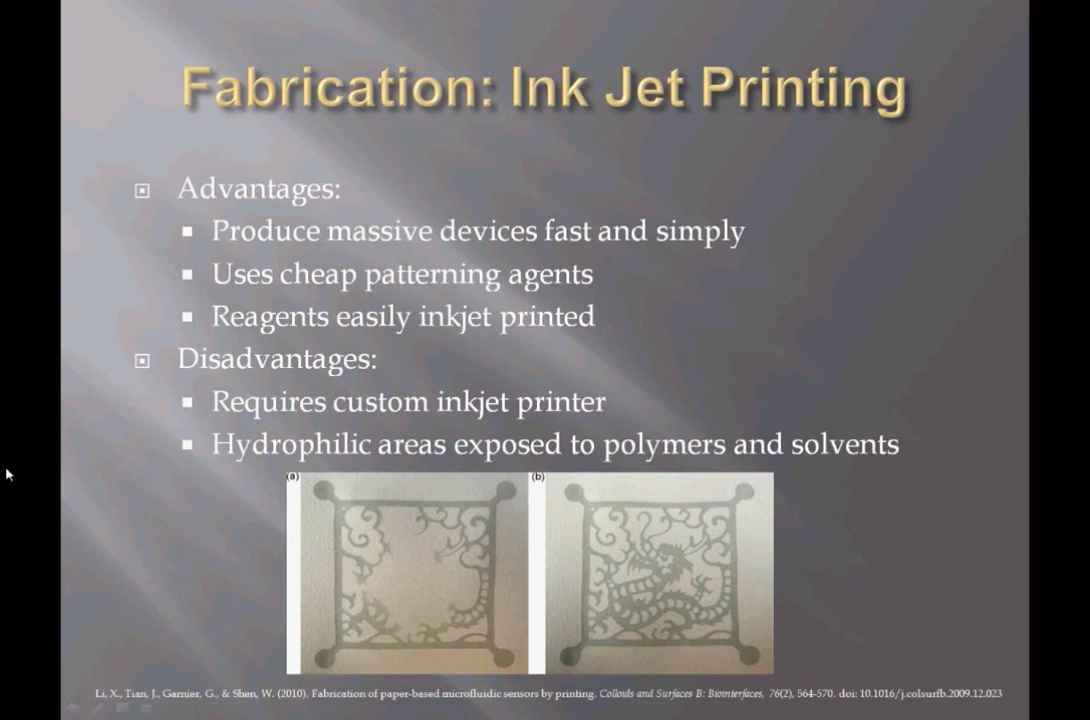 Fabrication: Ink Jet Printing
Advantages:
Produce massive devices fast and simply
Uses cheap patterning agents
Reagents easily inkjet printed
Disadvantages:
Requires custom inkjet printer
Hydrophilic areas exposed to polymers and solvents
(a) (b)
Li, X., Tian, J., Garnier, G., & Shen, W. (2010). Fabrication of paper-based microfluidic sensors by printing. Colloids and Surfaces B: Biointerfaces, 76(2), 564-570. doi: 10.1016/j.colsurfb.2009.12.023